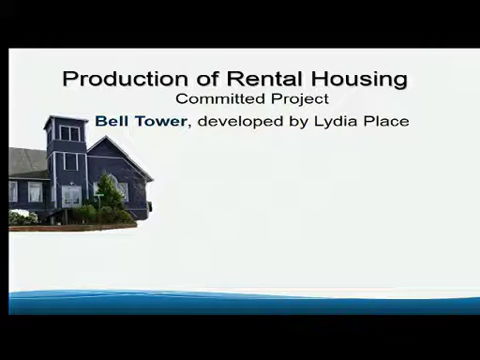 Production of Rental Housing
Committed Project
Bell Tower, developed by Lydia Place